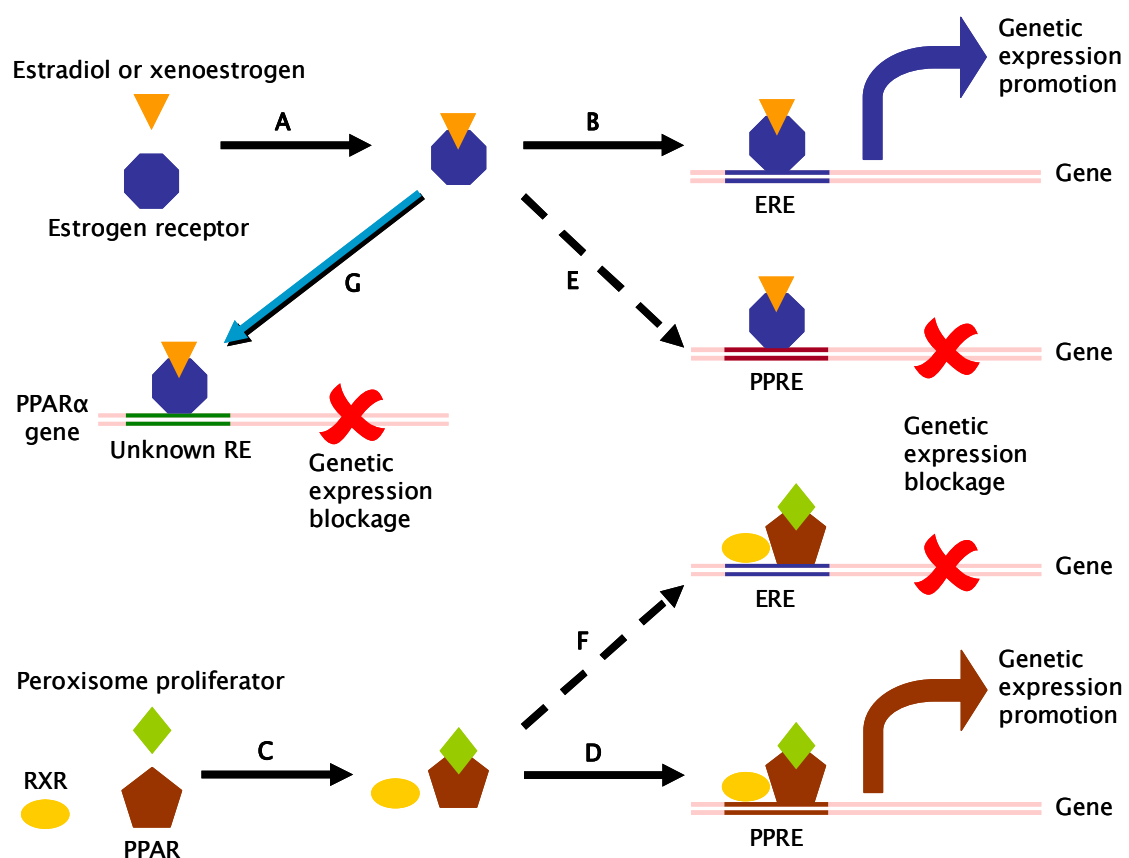 Genetic
expression
promotion
Estradiol or xenoestrogen
A
B
Gene
ERE
Estrogen receptor
G
E
Gene
PPRE
PPARα
gene
Unknown RE
Genetic
expression
blockage
Genetic
expression
blockage
Gene
ERE
F
Peroxisome proliferator
Genetic
expression
promotion
C
D
RXR
Gene
PPRE
PPAR